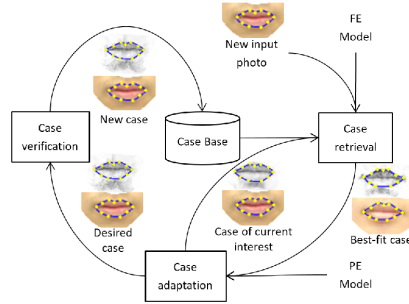 New input
photo
FE
Model
New case
Case
verification
Case Base
Case
retrieval
Desired
case
Case of current
interest
Best-fit case
Case
adaptation
PE
Model